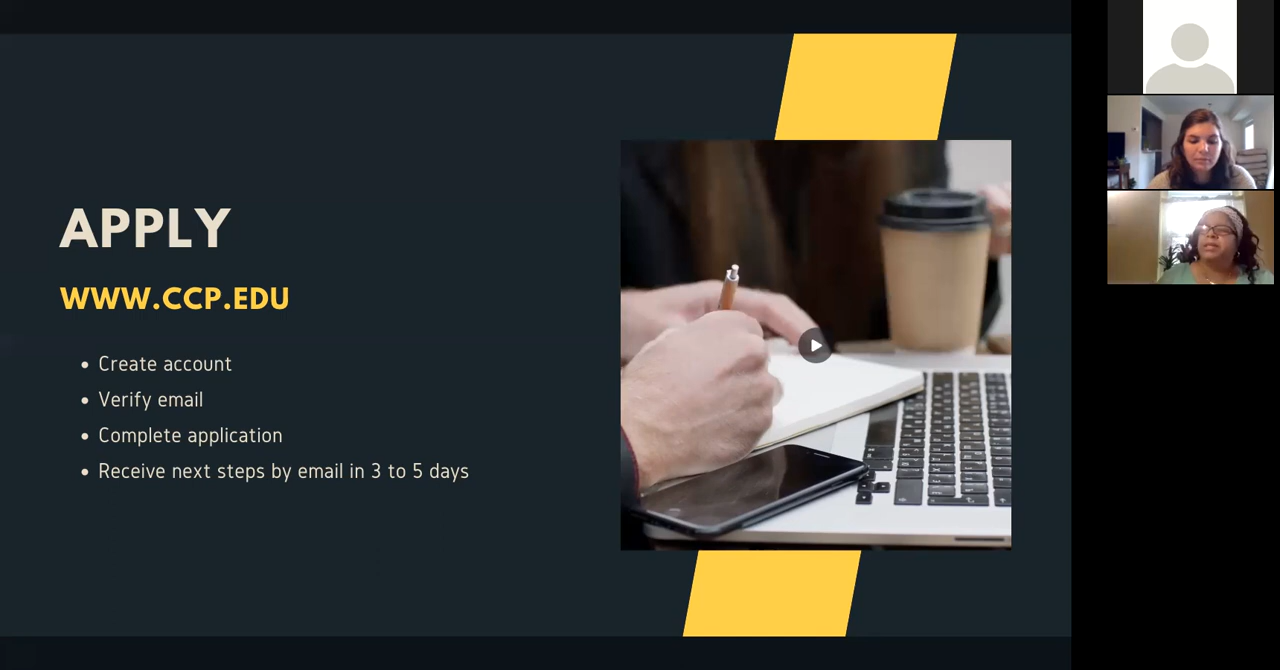 APPLY
WWW.CCP.EDU
Create account
Verify email
Complete application
Receive next steps by email in 3 to 5 days